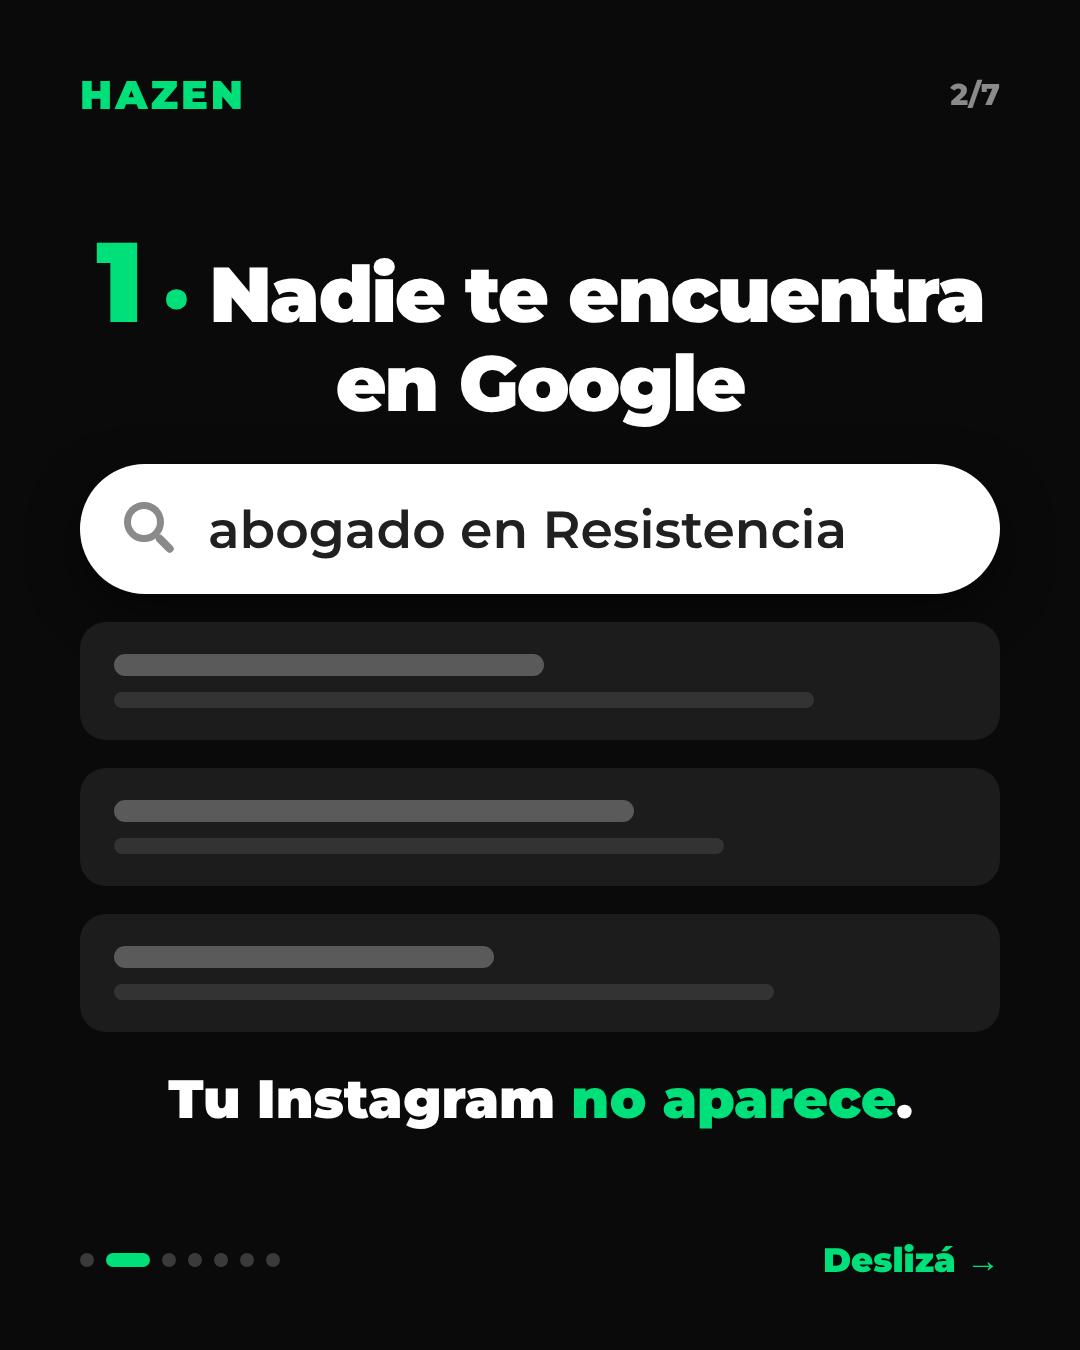 HAZEN
2/7
1 · Nadie te encuentra
en Google
abogado en Resistencia
Tu Instagram no aparece.
Deslizá →